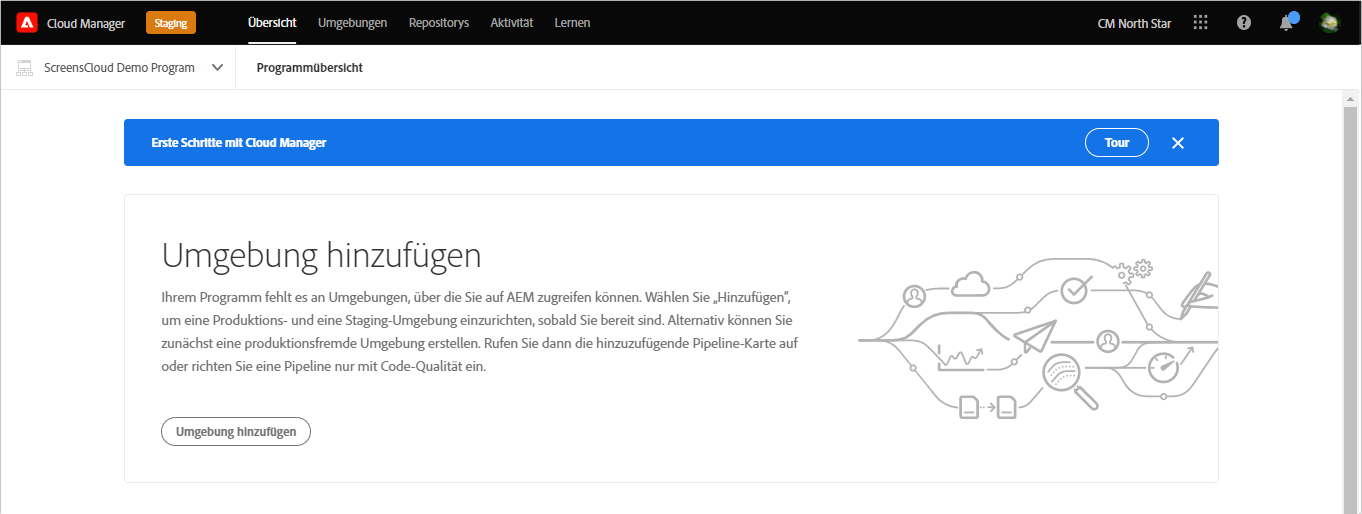 Cloud Manager Staging Übersicht Umgebungen Repositorys Aktivität Lernen CM North Star
ScreensCloud Demo Program Programmübersicht
Erste Schritte mit Cloud Manager Tour
Umgebung hinzufügen
Ihrem Programm fehlt es an Umgebungen, über die Sie auf AEM zugreifen können. Wählen Sie „Hinzufügen“,
um eine Produktions- und eine Staging-Umgebung einzurichten, sobald Sie bereit sind. Alternativ können Sie
zunächst eine produktionsfremde Umgebung erstellen. Rufen Sie dann die hinzuzufügende Pipeline-Karte auf
oder richten Sie eine Pipeline nur mit Code-Qualität ein.
Umgebung hinzufügen